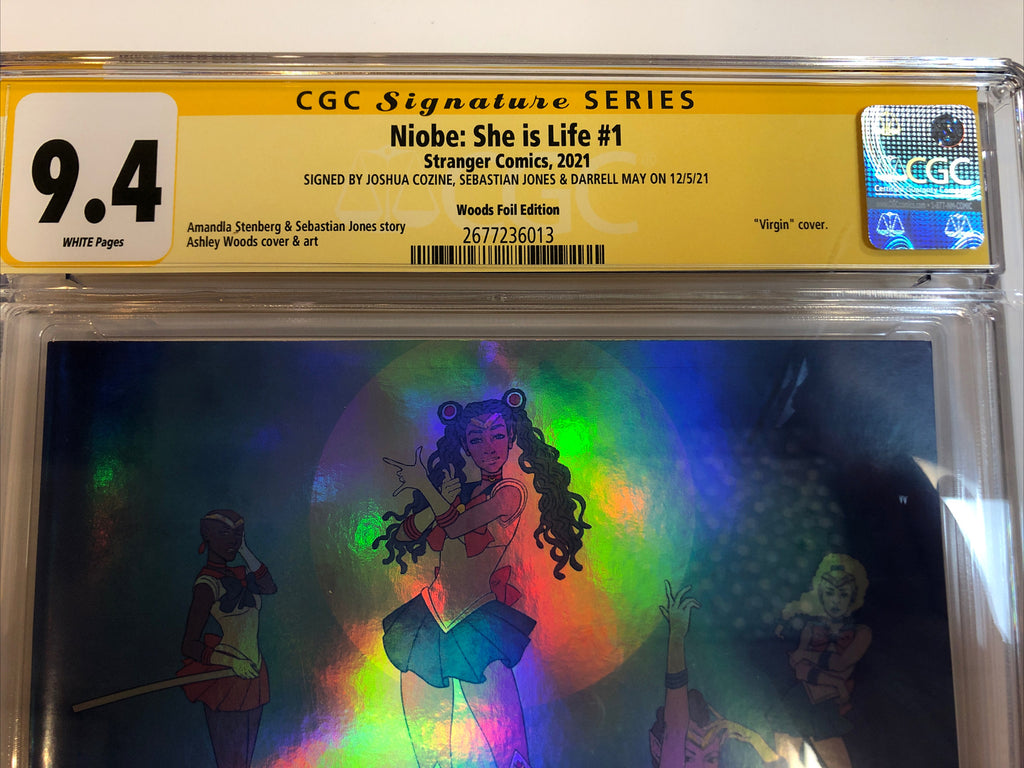 CGC Signature SERIES
9.4
WHITE Pages
Niobe: She is Life #1
Stranger Comics, 2021
SIGNED BY JOSHUA COZINE, SEBASTIAN JONES & DARRELL MAY ON 12/5/21
Woods Foil Edition
Amandla Stenberg & Sebastian Jones story
Ashley Woods cover & art
2677236013
"Virgin" cover.
CGC
CGC